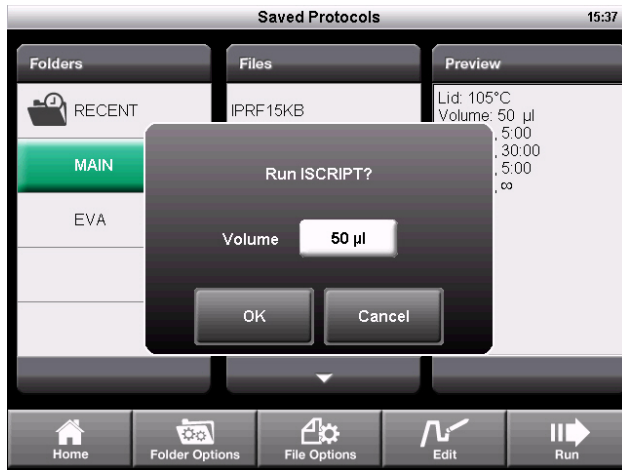 Saved Protocols
15:37
Folders
Files
Preview
RECENT
MAIN
EVA
IPRF15KB
Lid: 105°C
Volume: 50 µl
, 5:00
, 30:00
, 5:00
, ∞
Run ISCRIPT?
Volume 50 µl
OK
Cancel
Home
Folder Options
File Options
Edit
Run